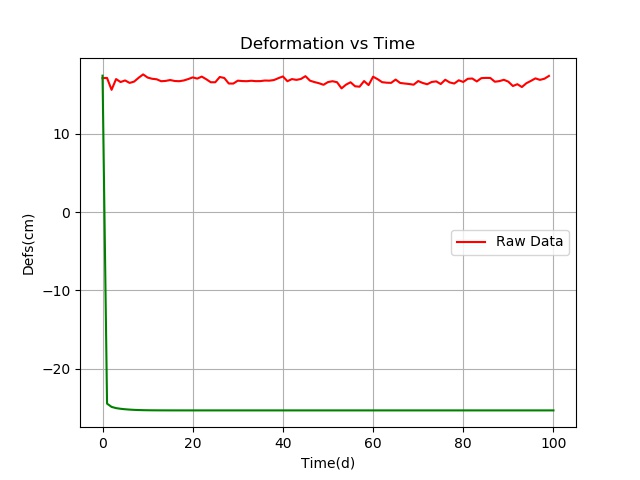 Deformation vs Time
Defs(cm)
10
0
−10
−20
Raw Data
0 20 40 60 80 100
Time(d)